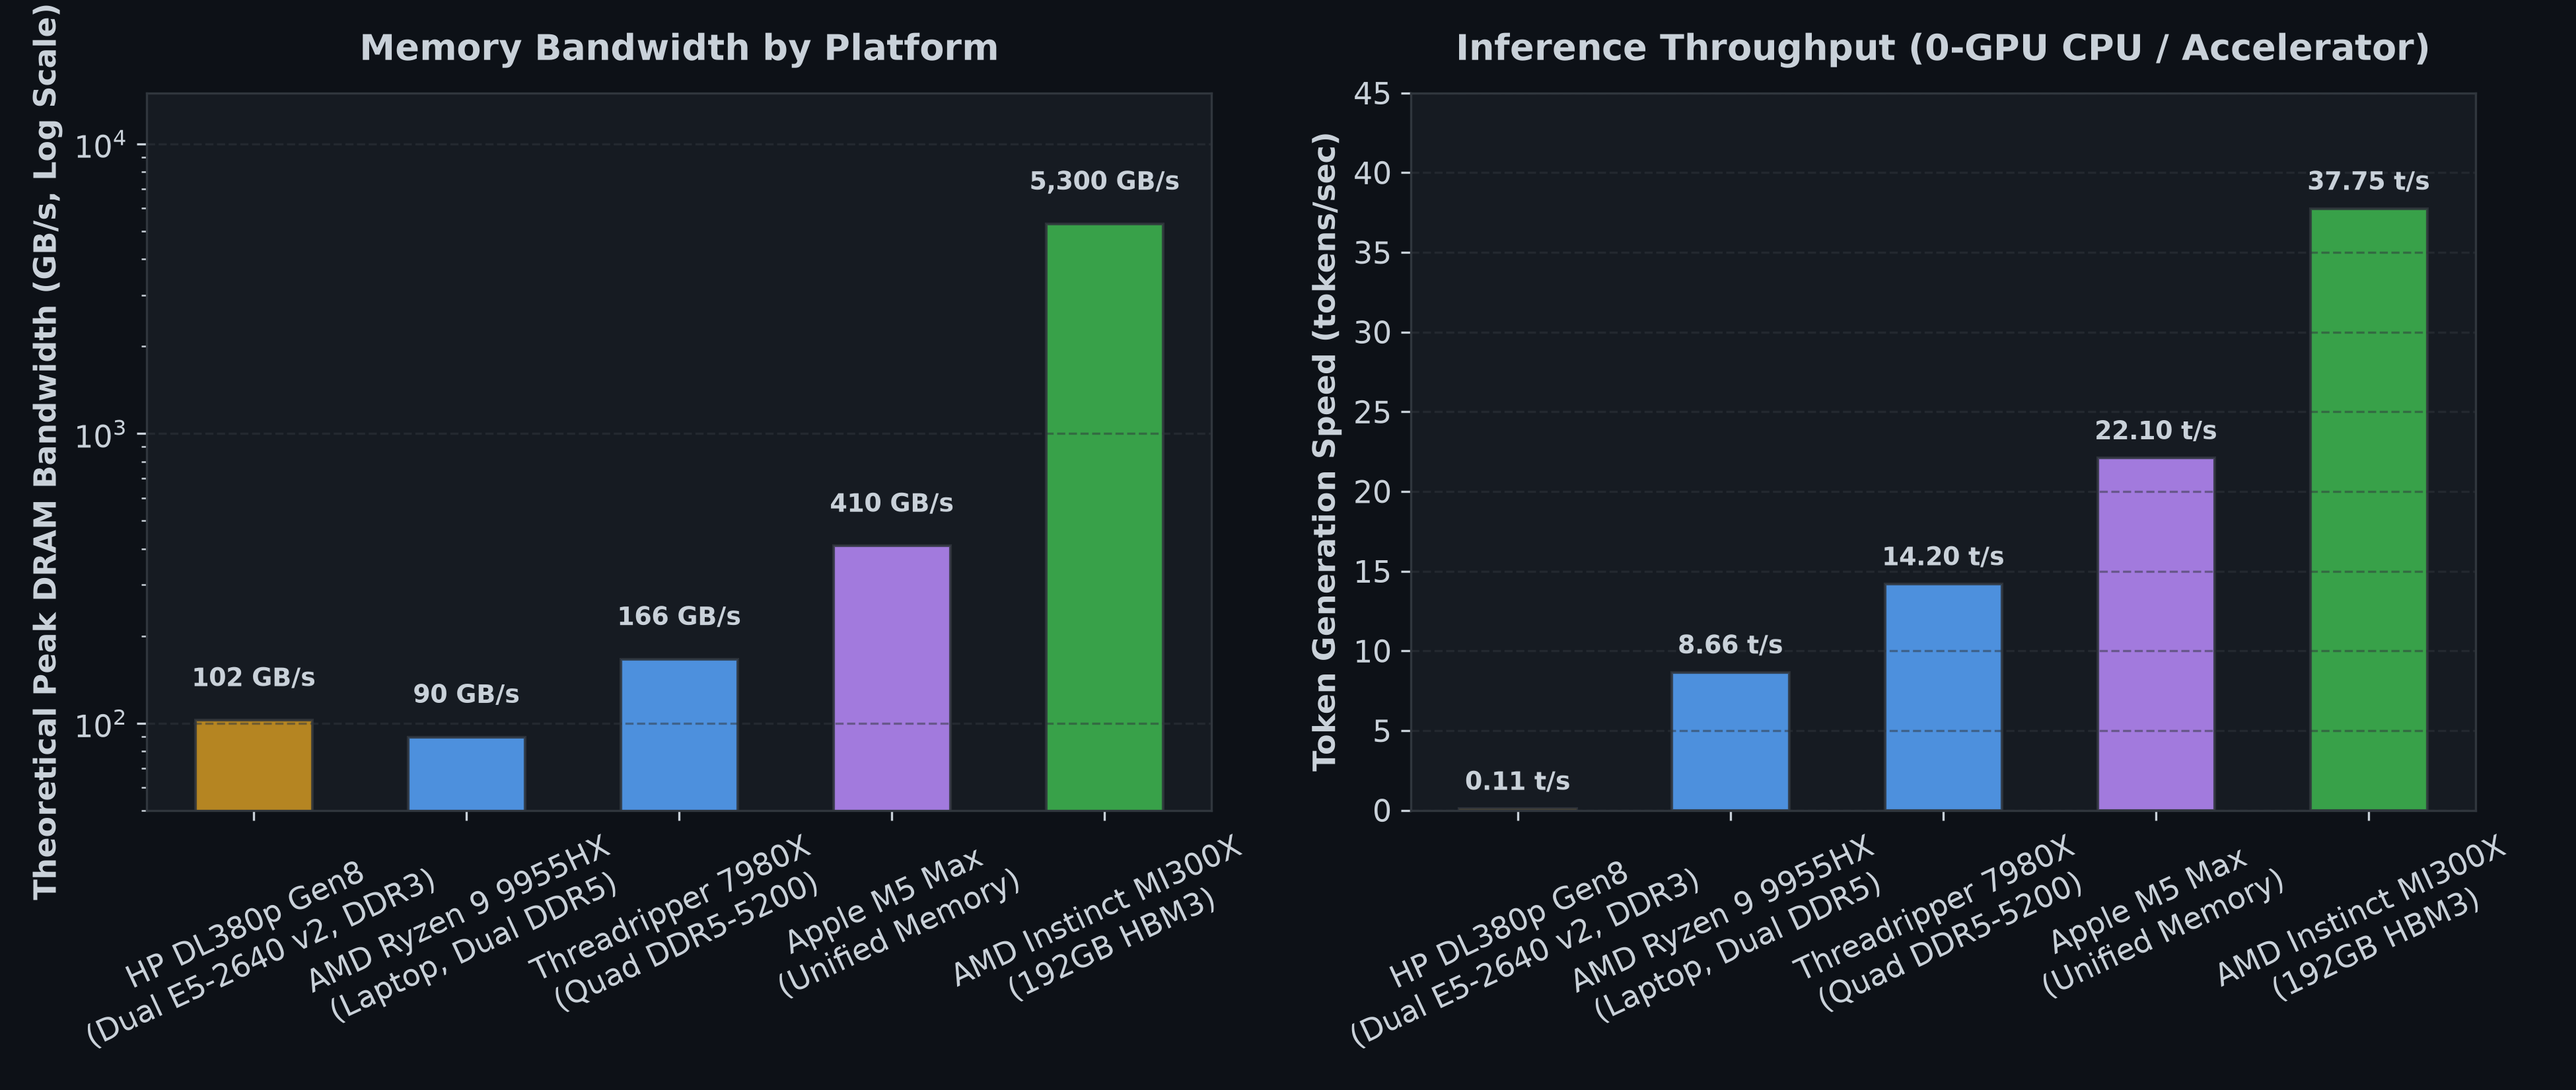 Memory Bandwidth by Platform
Theoretical Peak DRAM Bandwidth (GB/s, Log Scale)
10⁴
10³
10²
102 GB/s
90 GB/s
166 GB/s
410 GB/s
5,300 GB/s
HP DL380p Gen8
(Dual E5-2640 v2, DDR3)
AMD Ryzen 9 9955HX
(Laptop, Dual DDR5)
Threadripper 7980X
(Quad DDR5-5200)
Apple M5 Max
(Unified Memory)
AMD Instinct MI300X
(192GB HBM3)
Inference Throughput (0-GPU CPU / Accelerator)
Token Generation Speed (tokens/sec)
45
40
35
30
25
20
15
10
5
0
0.11 t/s
8.66 t/s
14.20 t/s
22.10 t/s
37.75 t/s
HP DL380p Gen8
(Dual E5-2640 v2, DDR3)
AMD Ryzen 9 9955HX
(Laptop, Dual DDR5)
Threadripper 7980X
(Quad DDR5-5200)
Apple M5 Max
(Unified Memory)
AMD Instinct MI300X
(192GB HBM3)